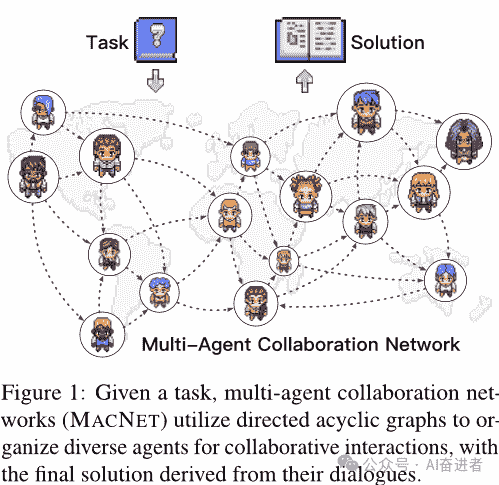 Task
Solution
Multi-Agent Collaboration Network
Figure 1: Given a task, multi-agent collaboration net-
works (MACNET) utilize directed acyclic graphs to or-
ganize diverse agents for collaborative interactions, with
the final solution derived from their dialogues.
公众号 · AI奋进者